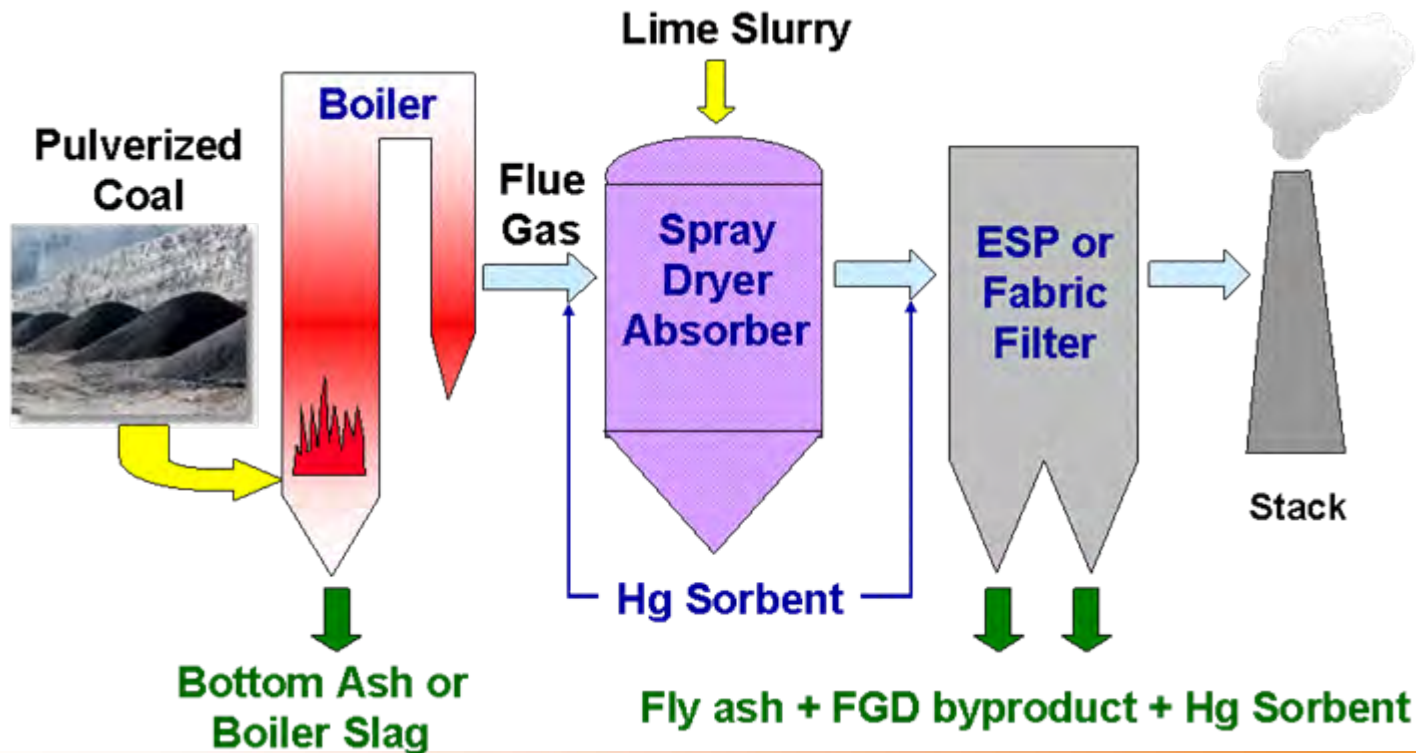 Lime Slurry
Boiler
Pulverized
Coal
Flue
Gas
Spray
Dryer
Absorber
ESP or
Fabric
Filter
Stack
Hg Sorbent
Bottom Ash or
Boiler Slag
Fly ash + FGD byproduct + Hg Sorbent